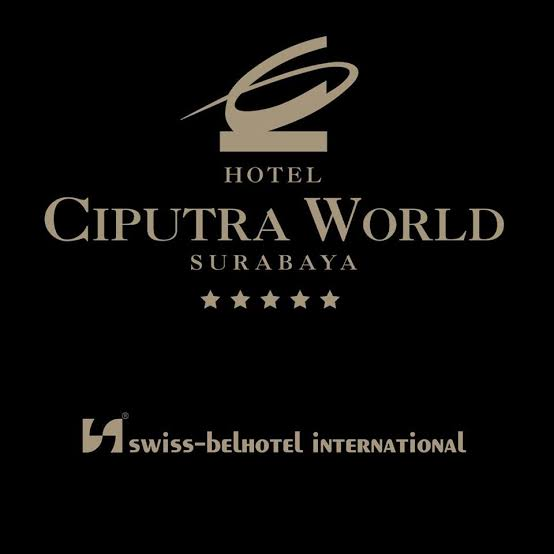 HOTEL
CIPUTRA WORLD
SURABAYA
®
swiss-belHOTEL INTERNATIONAL